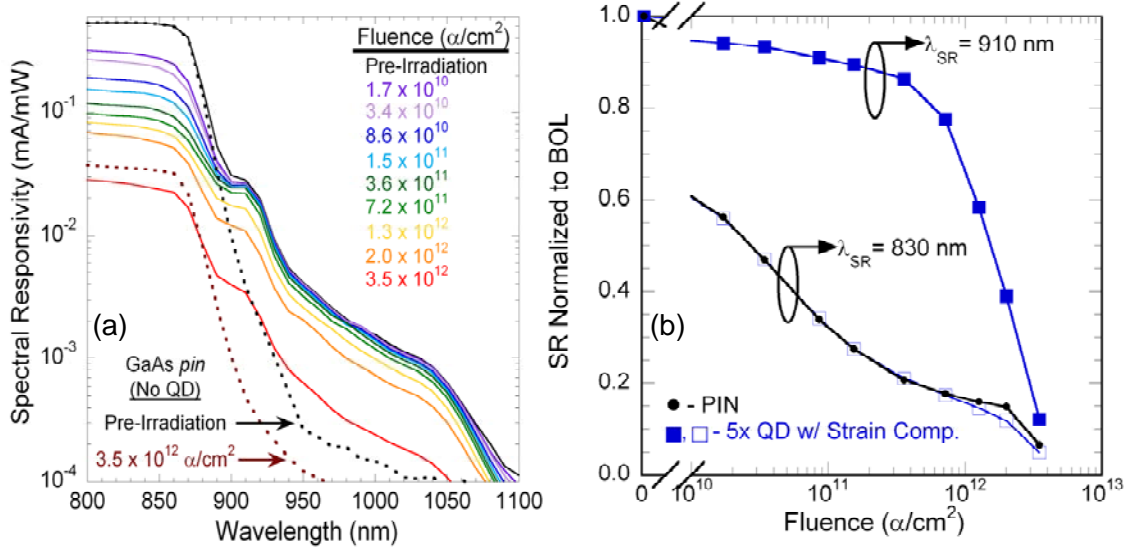 Spectral Responsivity (mA/mW)
10⁻¹
10⁻²
10⁻³
10⁻⁴
Fluence (α/cm²)
Pre-Irradiation
1.7 x 10¹⁰
3.4 x 10¹⁰
8.6 x 10¹⁰
1.5 x 10¹¹
3.6 x 10¹¹
7.2 x 10¹¹
1.3 x 10¹²
2.0 x 10¹²
3.5 x 10¹²
(a)
GaAs pin
(No QD)
Pre-Irradiation
3.5 x 10¹² α/cm²
800 850 900 950 1000 1050 1100
Wavelength (nm)
SR Normalized to BOL
1.0
0.8
0.6
0.4
0.2
0.0
λSR = 910 nm
λSR = 830 nm
(b)
- PIN
, - 5x QD w/ Strain Comp.
0 10¹⁰ 10¹¹ 10¹² 10¹³
Fluence (α/cm²)